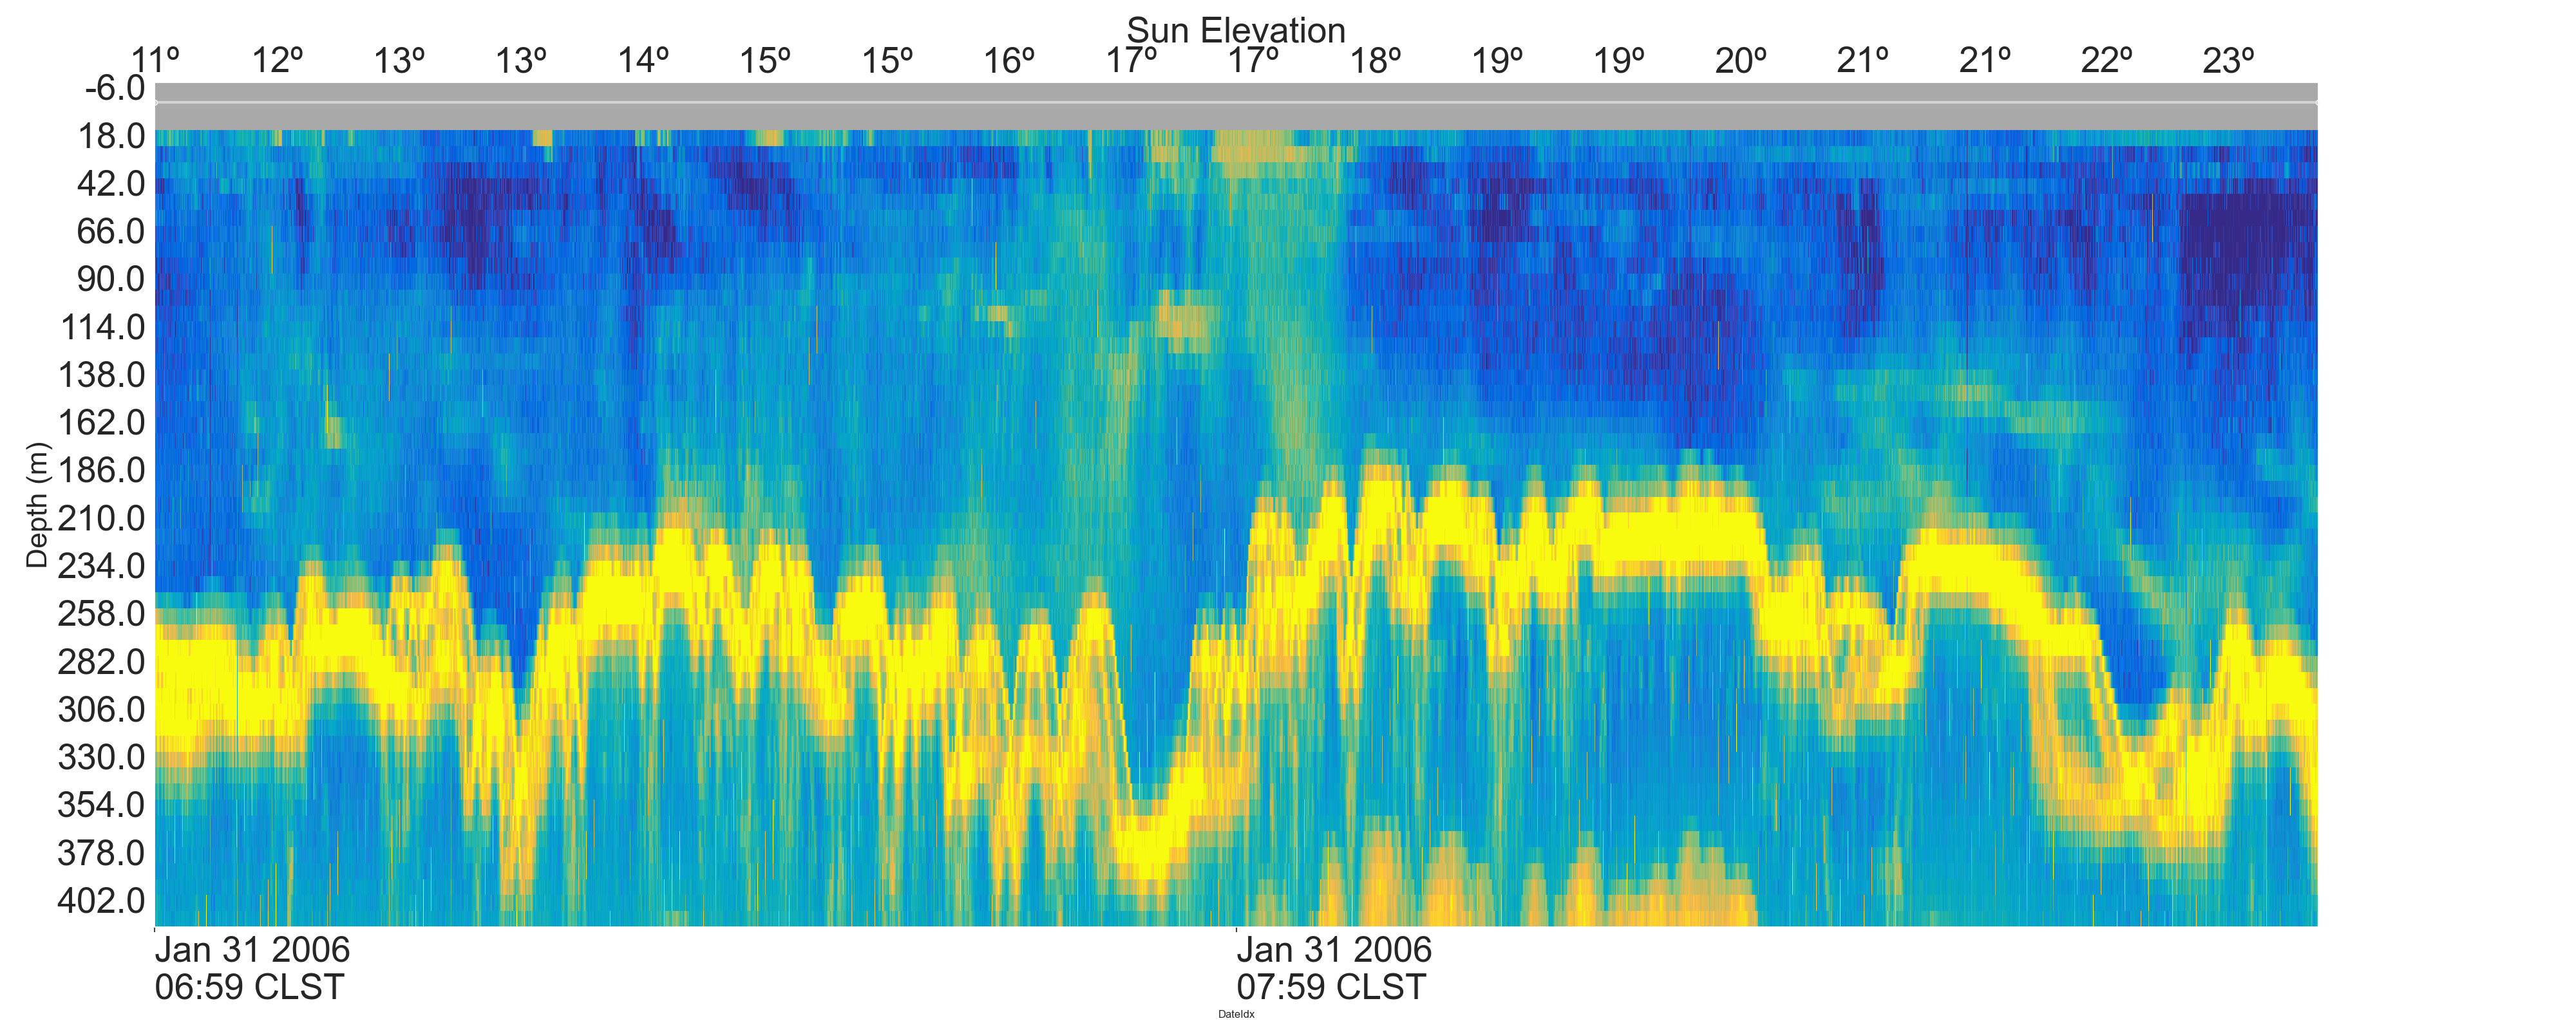 Sun Elevation
11º 12º 13º 13º 14º 15º 15º 16º 17º 17º 18º 19º 19º 20º 21º 21º 22º 23º
-6.0
18.0
42.0
66.0
90.0
114.0
138.0
162.0
186.0
210.0
234.0
258.0
282.0
306.0
330.0
354.0
378.0
402.0
Depth (m)
Jan 31 2006
06:59 CLST
Jan 31 2006
07:59 CLST
DateIdx